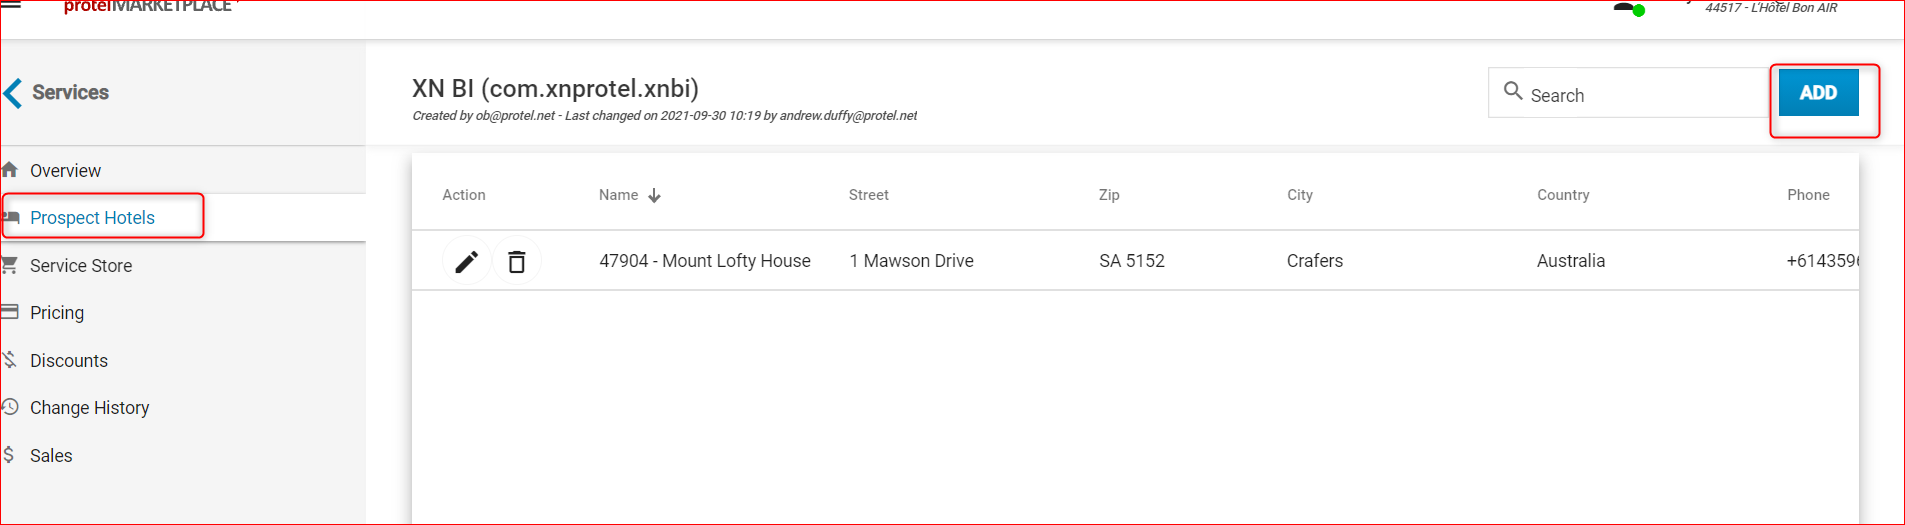 protelMARKETPLACE
44517 - L'Hôtel Bon AIR
Services
XN BI (com.xnprotel.xnbi)
Created by ob@protel.net - Last changed on 2021-09-30 10:19 by andrew.duffy@protel.net
Search
ADD
Overview
Prospect Hotels
Service Store
Pricing
Discounts
Change History
Sales
Action Name Street Zip City Country Phone
47904 - Mount Lofty House 1 Mawson Drive SA 5152 Crafers Australia +6143596